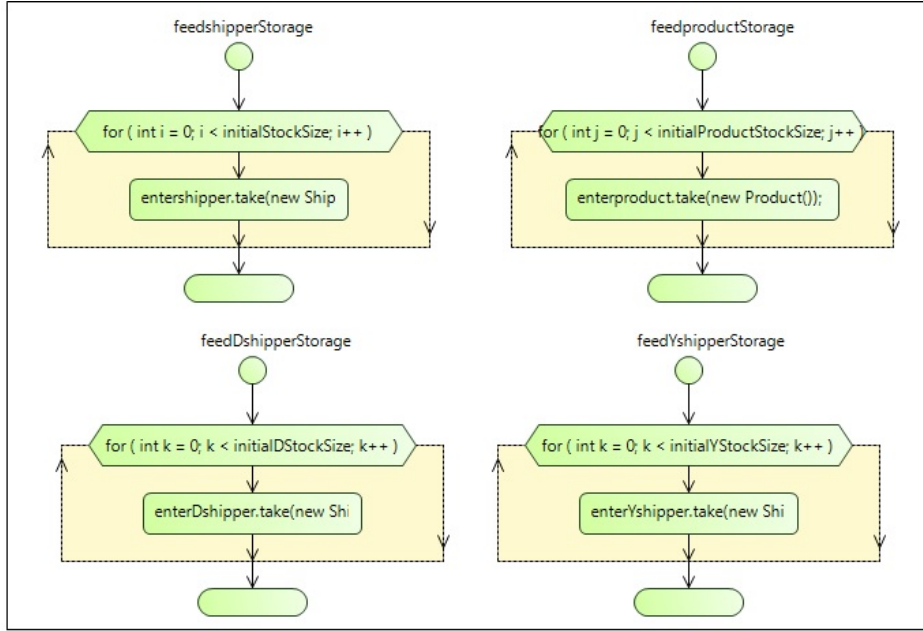 feedshipperStorage
for ( int i = 0; i < initialStockSize; i++ )
entershipper.take(new Ship
feedproductStorage
for ( int j = 0; j < initialProductStockSize; j++ )
enterproduct.take(new Product());
feedDshipperStorage
for ( int k = 0; k < initialDStockSize; k++ )
enterDshipper.take(new Shi
feedYshipperStorage
for ( int k = 0; k < initialYStockSize; k++ )
enterYshipper.take(new Shi